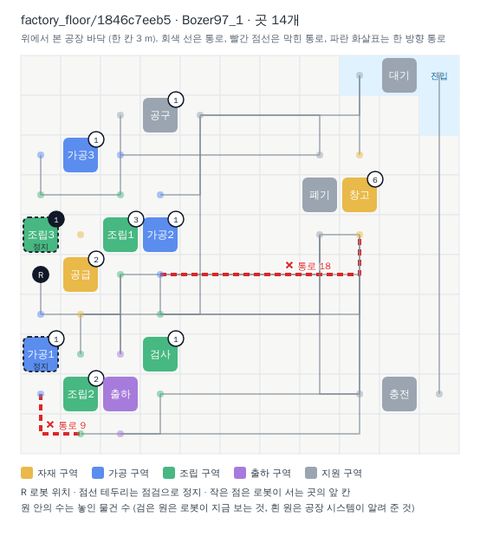 factory_floor/1846c7eeb5 · Bozer97_1 · 곳 14개
위에서 본 공장 바닥 (한 칸 3 m). 회색 선은 통로, 빨간 점선은 막힌 통로, 파란 화살표는 한 방향 통로
대기
진입
공구 1
가공3 1
폐기
창고 6
조립3 1
정지
조립1 3
가공2 1
R
공급 2
✕ 통로 18
가공1 1
정지
검사 1
조립2 2
출하
충전
✕ 통로 9
자재 구역
가공 구역
조립 구역
출하 구역
지원 구역
R 로봇 위치 · 점선 테두리는 점검으로 정지 · 작은 점은 로봇이 서는 곳의 앞 칸
원 안의 수는 놓인 물건 수 (검은 원은 로봇이 지금 보는 것, 흰 원은 공장 시스템이 알려 준 것)